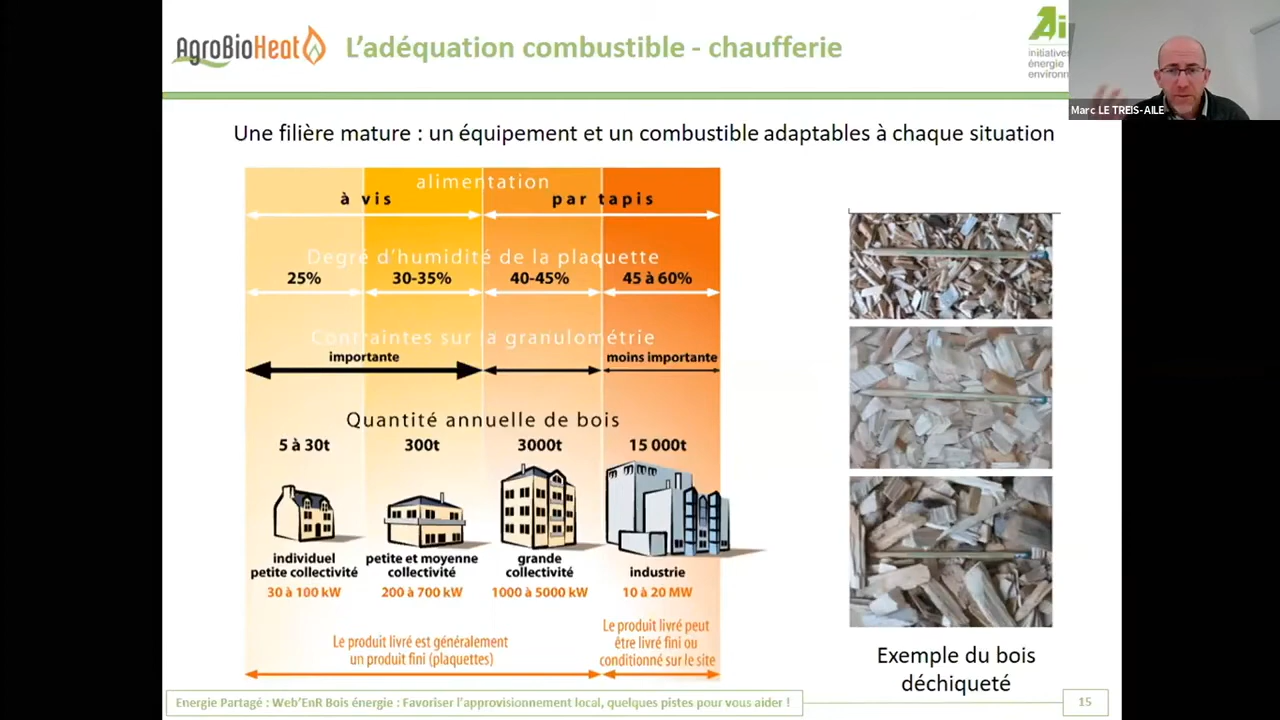 AgroBioHeat
L'adéquation combustible - chaufferie
Ai
initiatives
énergie
environn
Marc LE TREIS-AILE
Une filière mature : un équipement et un combustible adaptables à chaque situation
alimentation
à vis
par tapis
Degré d'humidité de la plaquette
25%
30-35%
40-45%
45 à 60%
Contraintes sur la granulométrie
importante
moins importante
Quantité annuelle de bois
5 à 30t
300t
3000t
15 000t
individuel
petite collectivité
petite et moyenne
collectivité
grande
collectivité
industrie
30 à 100 kW
200 à 700 kW
1000 à 5000 kW
10 à 20 MW
Le produit livré est généralement
un produit fini (plaquettes)
Le produit livré peut
être livré fini ou
conditionné sur le site
Exemple du bois
déchiqueté
Energie Partagé : Web'EnR Bois énergie : Favoriser l'approvisionnement local, quelques pistes pour vous aider !
15